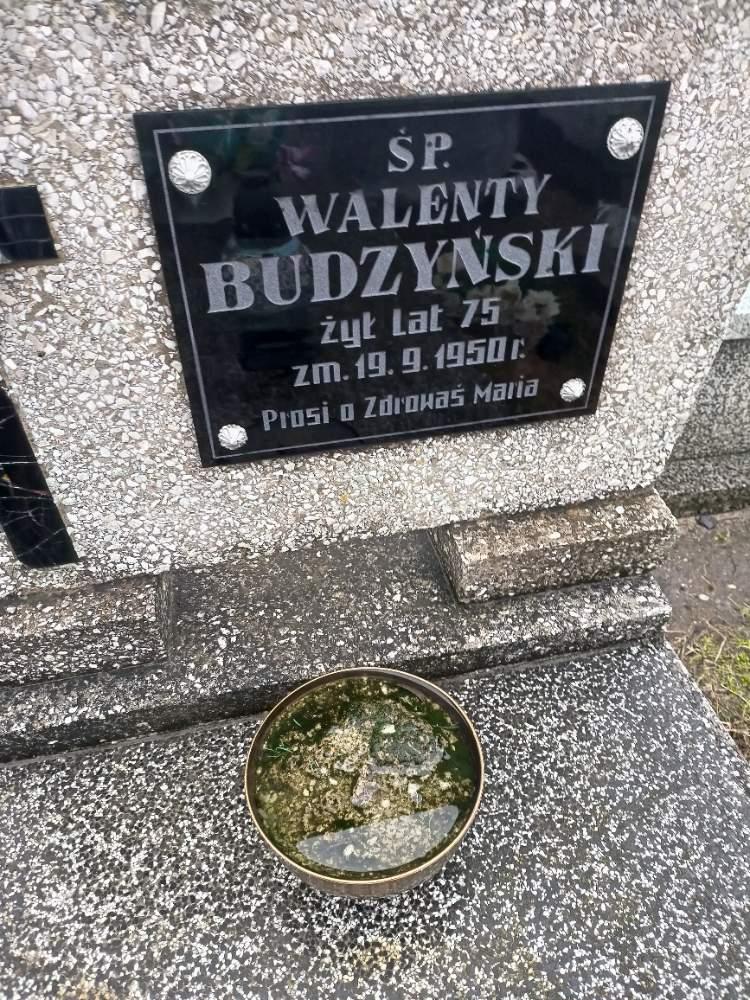 ŚP.
WALENTY
BUDZYŃSKI
żył lat 75
zm. 19. 9. 1950 r.
Prosi o Zdrowaś Maria